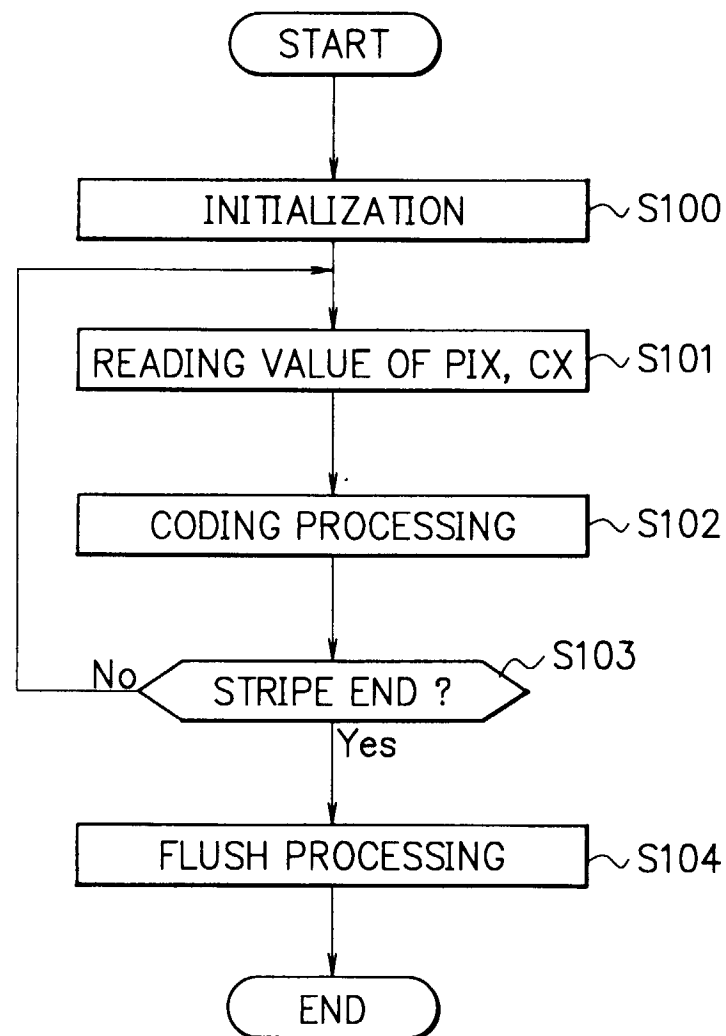 START
INITIALIZATION
S100
READING VALUE OF PIX, CX
S101
CODING PROCESSING
S102
S103
No
STRIPE END ?
Yes
FLUSH PROCESSING
S104
END